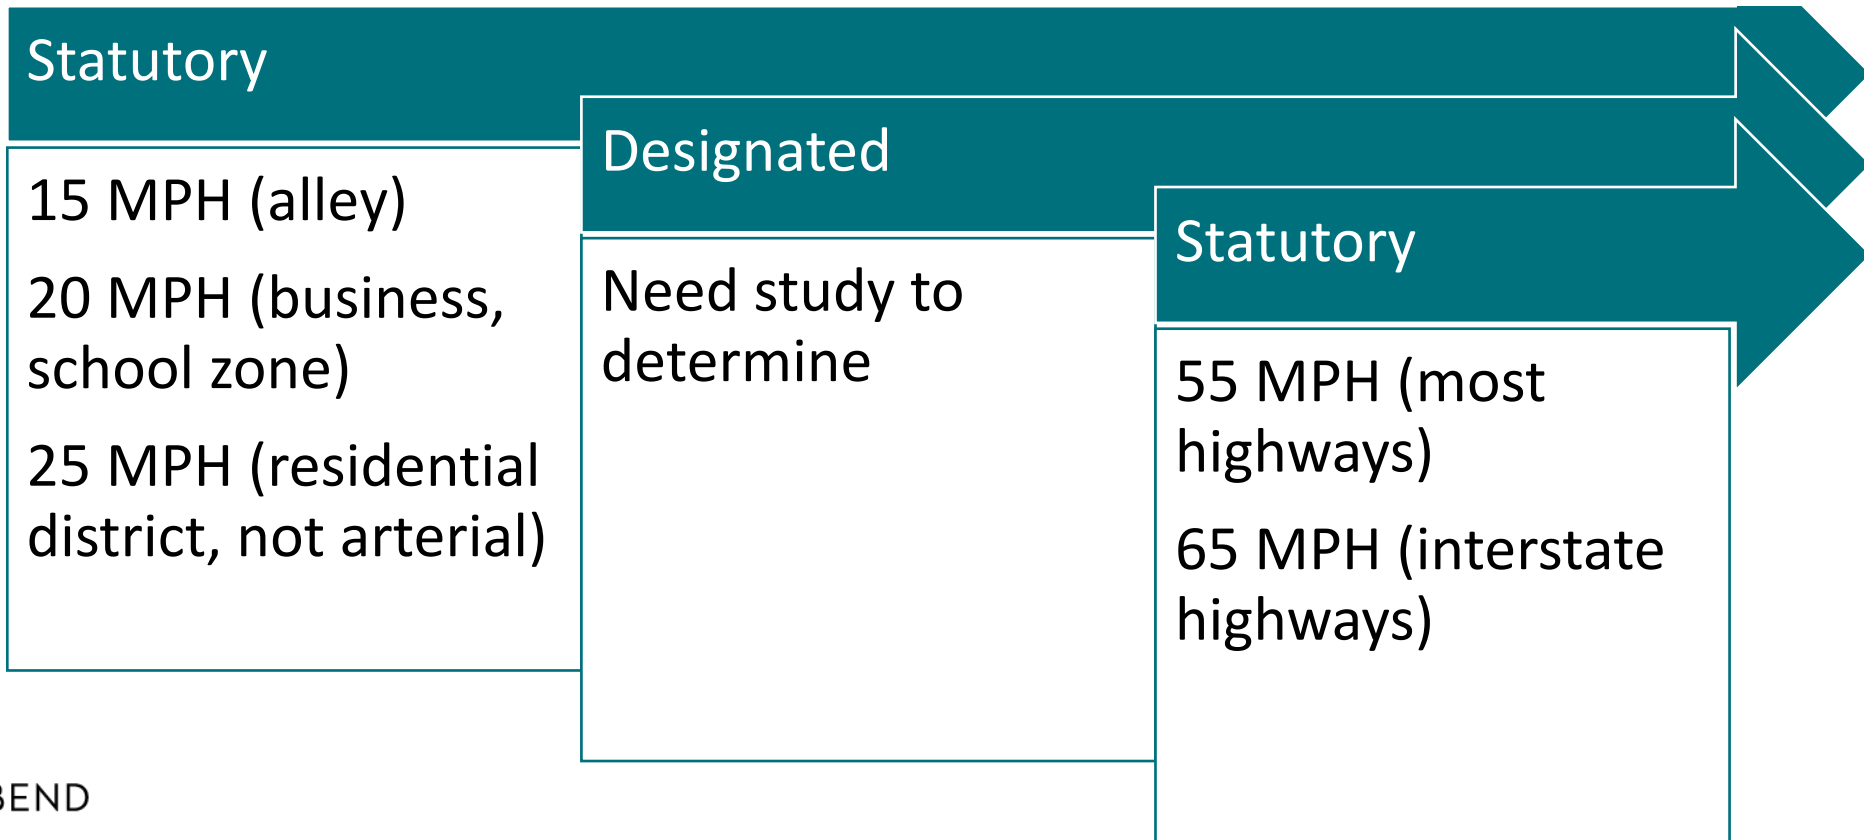 Statutory
15 MPH (alley)
20 MPH (business,
school zone)
25 MPH (residential
district, not arterial)
Designated
Need study to
determine
Statutory
55 MPH (most
highways)
65 MPH (interstate
highways)
BEND